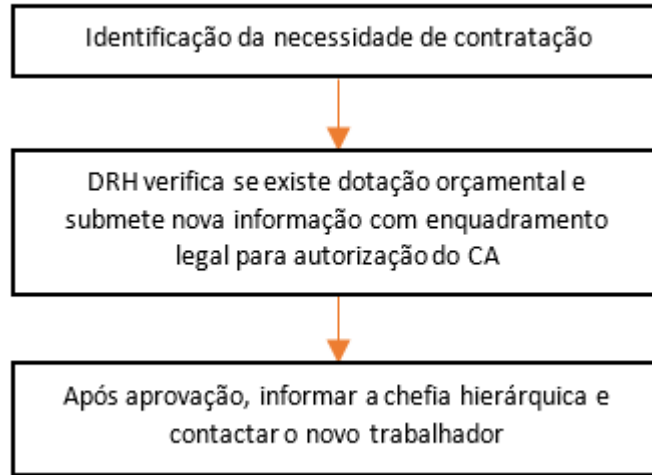 Identificação da necessidade de contratação
DRH verifica se existe dotação orçamental e
submete nova informação com enquadramento
legal para autorização do CA
Após aprovação, informar a chefia hierárquica e
contactar o novo trabalhador